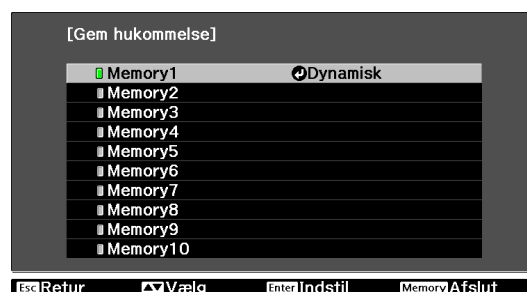 [Gem hukommelse]
Memory1 Dynamisk
Memory2
Memory3
Memory4
Memory5
Memory6
Memory7
Memory8
Memory9
Memory10
Esc Retur Vælg Enter Indstil Memory Afslut